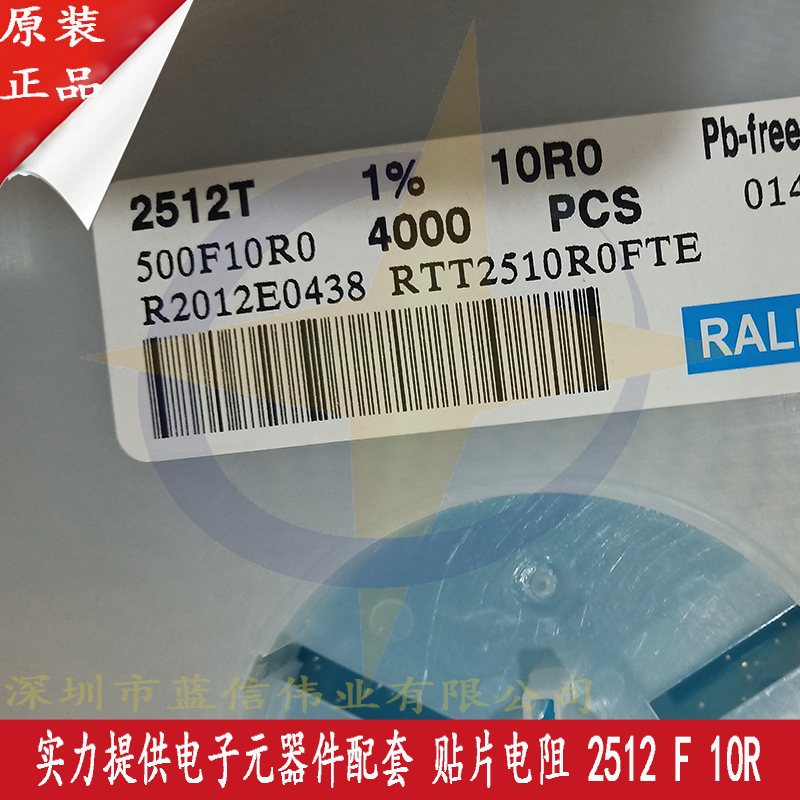 原装
正品
2512T 1% 10R0 Pb-free
500F10R0 4000 PCS 014
R2012E0438 RTT2510R0FTE
RAL
深圳市蓝信伟业有限公司
实力提供电子元器件配套 贴片电阻 2512 F 10R